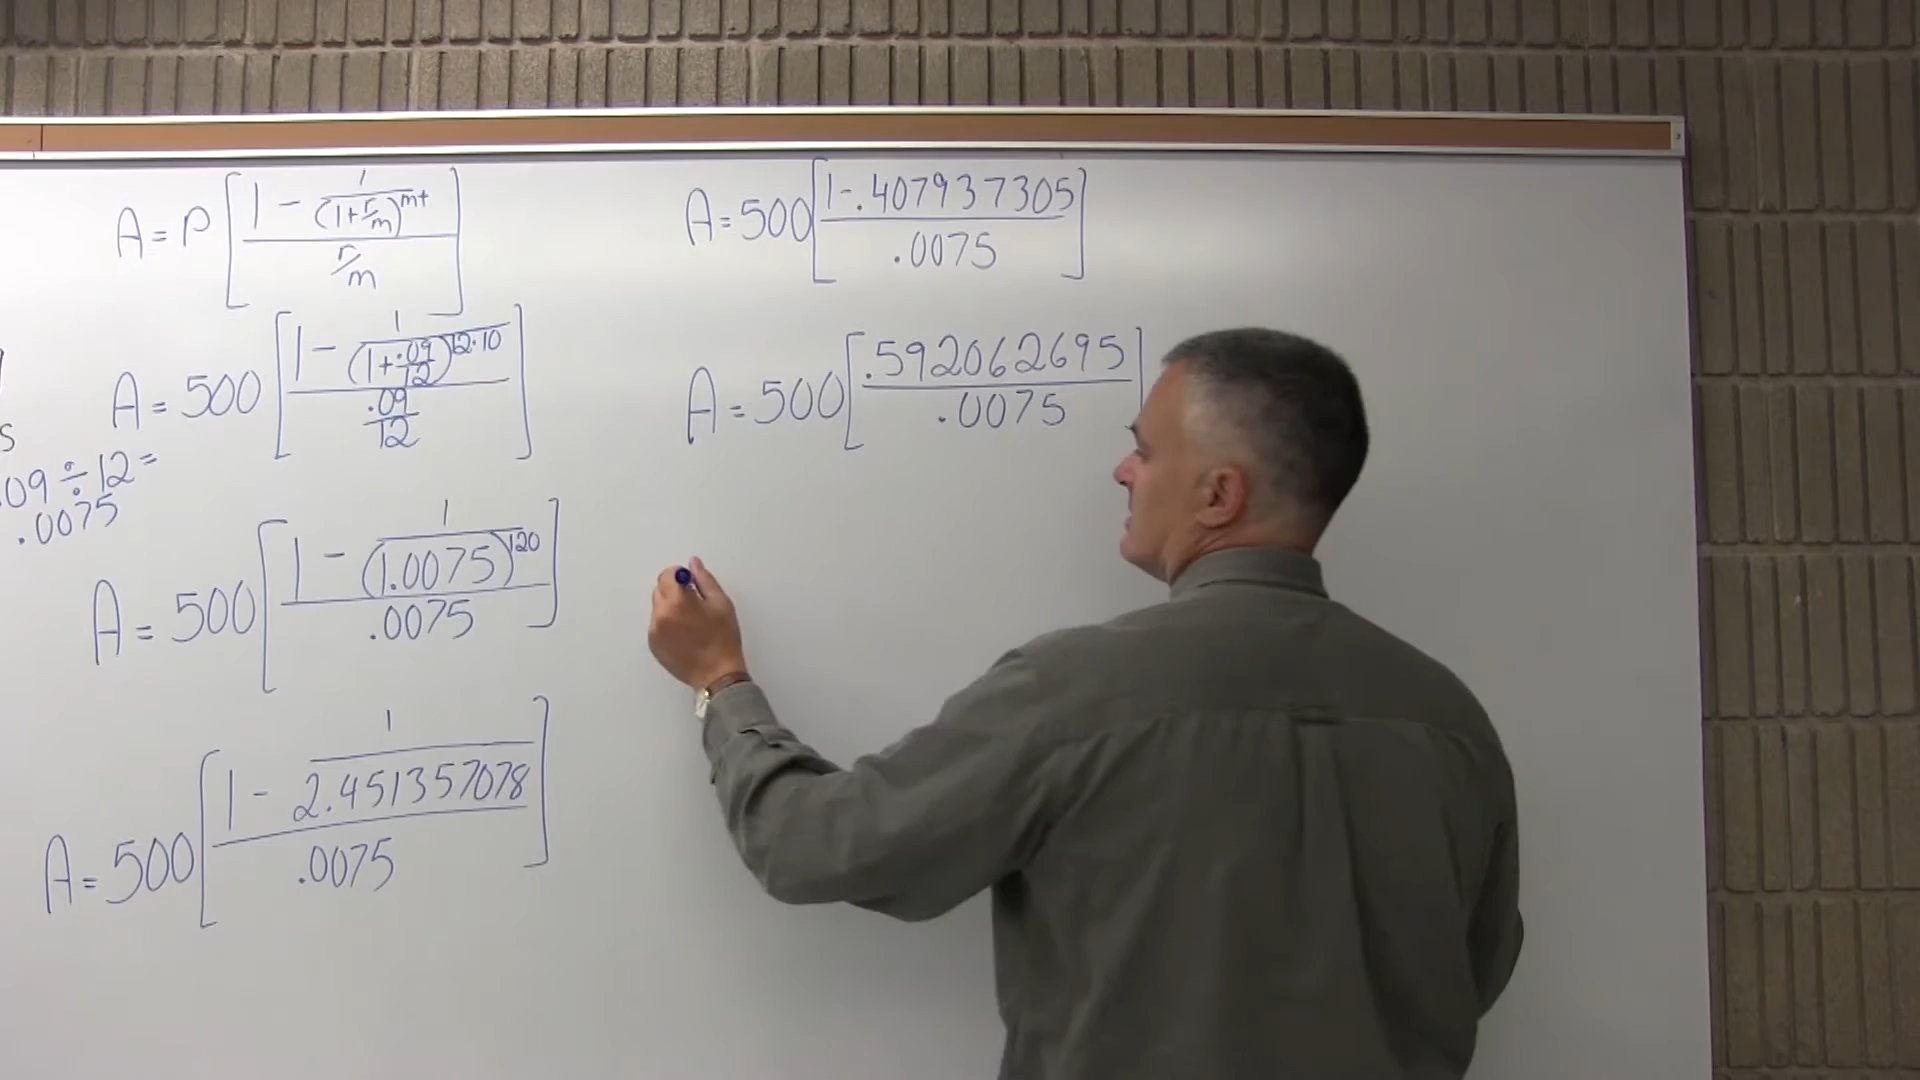 A = P [ (1 - 1/(1+r/m)^mt) / (r/m) ]
A = 500 [ (1 - 1/(1+.09/12)^12·10) / (.09/12) ]
S
.09 ÷ 12 =
.0075
A = 500 [ (1 - 1/(1.0075)^120) / .0075 ]
A = 500 [ (1 - 1/2.451357078) / .0075 ]
A = 500 [ (1-.407937305) / .0075 ]
A = 500 [ .592062695 / .0075 ]